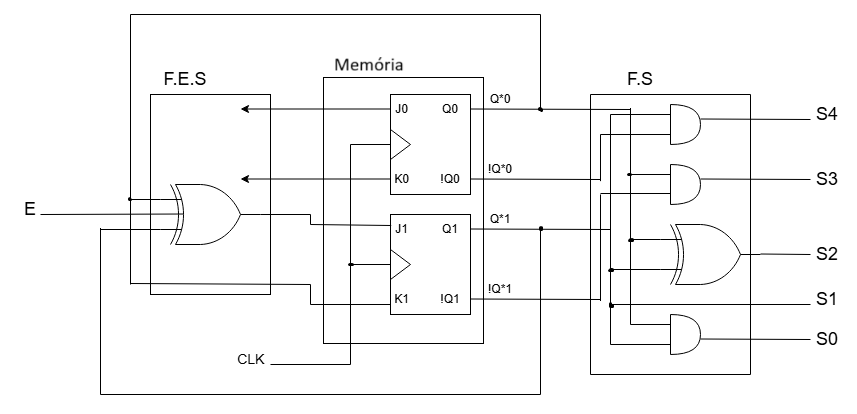 Memória
F.E.S
F.S
J0
Q0
Q*0
S4
K0
!Q0
!Q*0
S3
E
J1
Q1
Q*1
S2
K1
!Q1
!Q*1
S1
CLK
S0